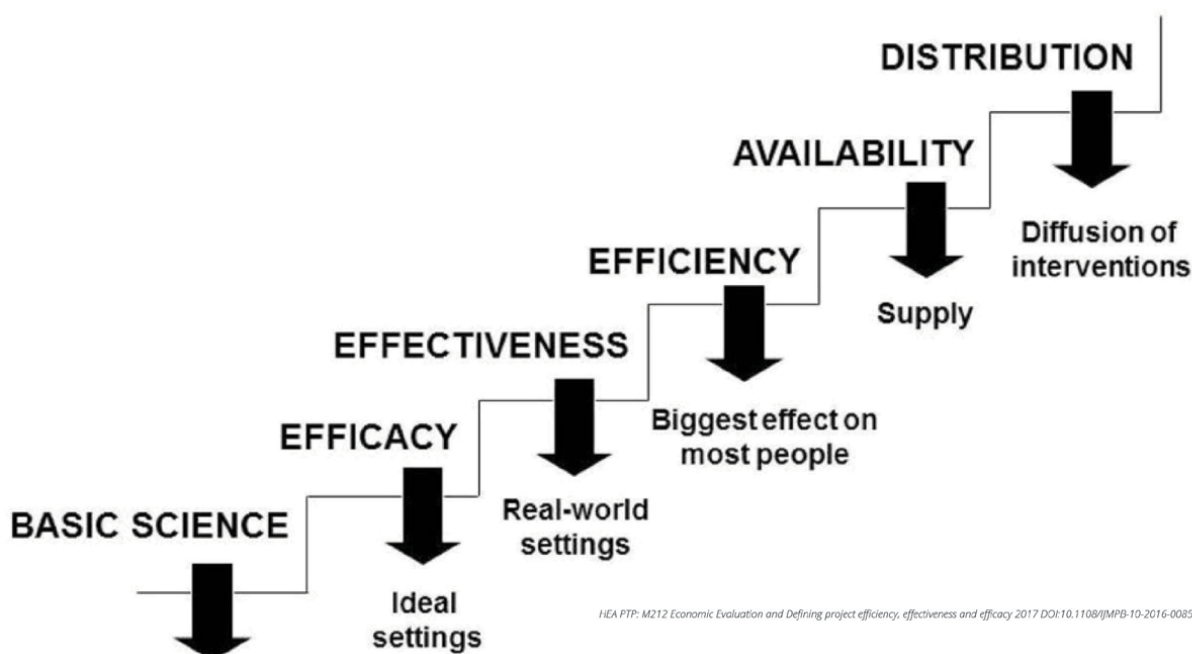 DISTRIBUTION
AVAILABILITY
Diffusion of
interventions
EFFICIENCY
Supply
EFFECTIVENESS
Biggest effect on
most people
EFFICACY
Real-world
settings
BASIC SCIENCE
Ideal
settings
HEA PTP: M212 Economic Evaluation and Defining project efficiency, effectiveness and efficacy 2017 DOI:10.1108/IJMPB-10-2016-0085